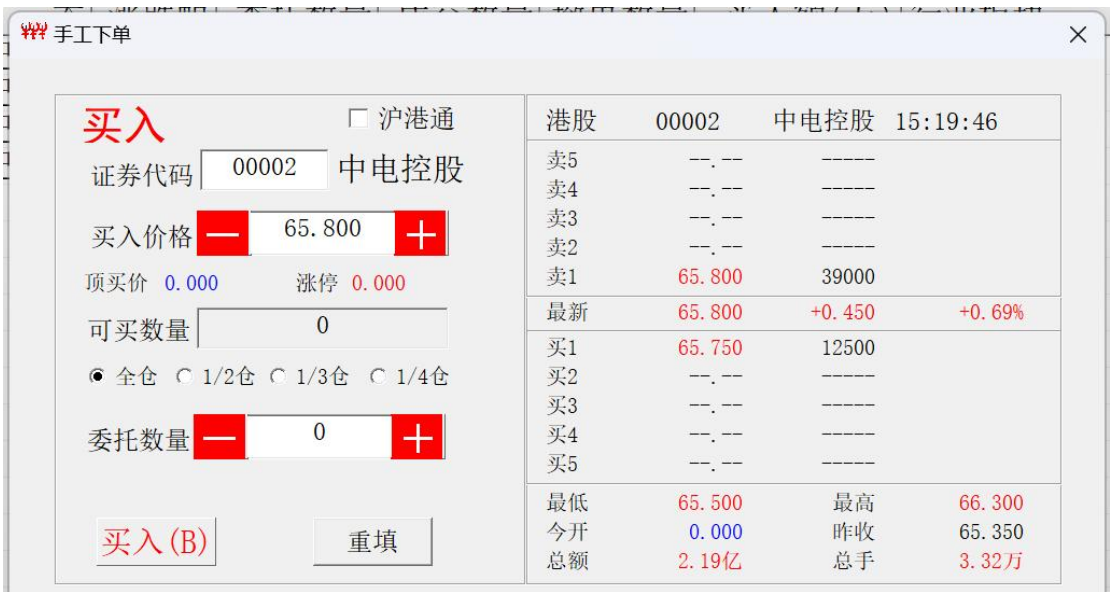 手工下单
买入 沪港通
证券代码 00002 中电控股
买入价格 65.800
顶买价 0.000 涨停 0.000
可买数量 0
全仓 1/2仓 1/3仓 1/4仓
委托数量 0
买入(B) 重填
港股 00002 中电控股 15:19:46
卖5 --.-- -----
卖4 --.-- -----
卖3 --.-- -----
卖2 --.-- -----
卖1 65.800 39000
最新 65.800 +0.450 +0.69%
买1 65.750 12500
买2 --.-- -----
买3 --.-- -----
买4 --.-- -----
买5 --.-- -----
最低 65.500 最高 66.300
今开 0.000 昨收 65.350
总额 2.19亿 总手 3.32万